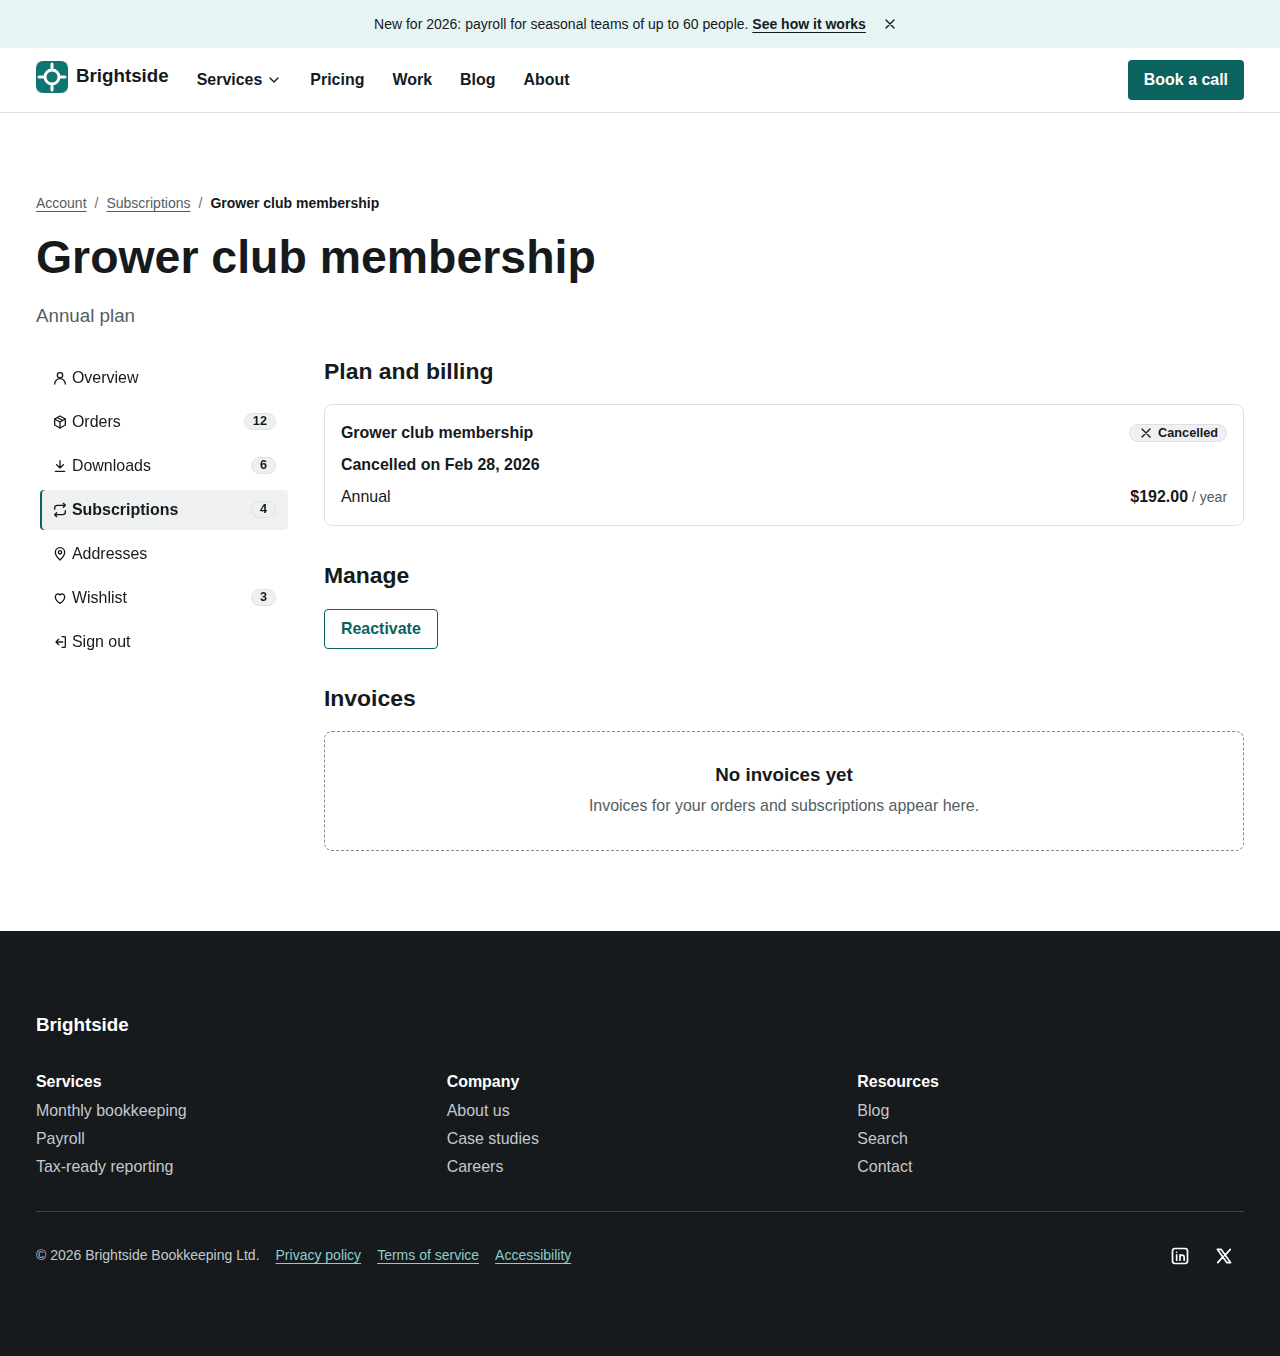 New for 2026: payroll for seasonal teams of up to 60 people. See how it works
Brightside
Services
Pricing
Work
Blog
About
Book a call
Account / Subscriptions / Grower club membership
Grower club membership
Annual plan
Overview
Orders 12
Downloads 6
Subscriptions 4
Addresses
Wishlist 3
Sign out
Plan and billing
Grower club membership
Cancelled
Cancelled on Feb 28, 2026
Annual
$192.00 / year
Manage
Reactivate
Invoices
No invoices yet
Invoices for your orders and subscriptions appear here.
Brightside
Services
Monthly bookkeeping
Payroll
Tax-ready reporting
Company
About us
Case studies
Careers
Resources
Blog
Search
Contact
© 2026 Brightside Bookkeeping Ltd. Privacy policy Terms of service Accessibility